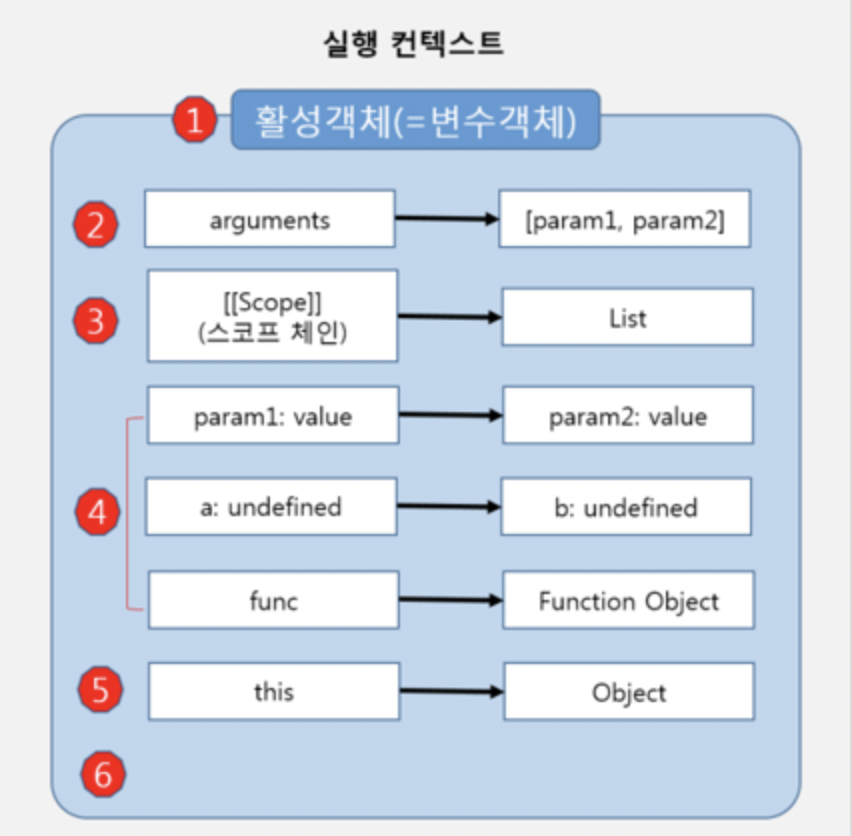 실행 컨텍스트
1 활성객체(=변수객체)
2 arguments [param1, param2]
3 [[Scope]]
(스코프 체인) List
param1: value param2: value
4 a: undefined b: undefined
func Function Object
5 this Object
6